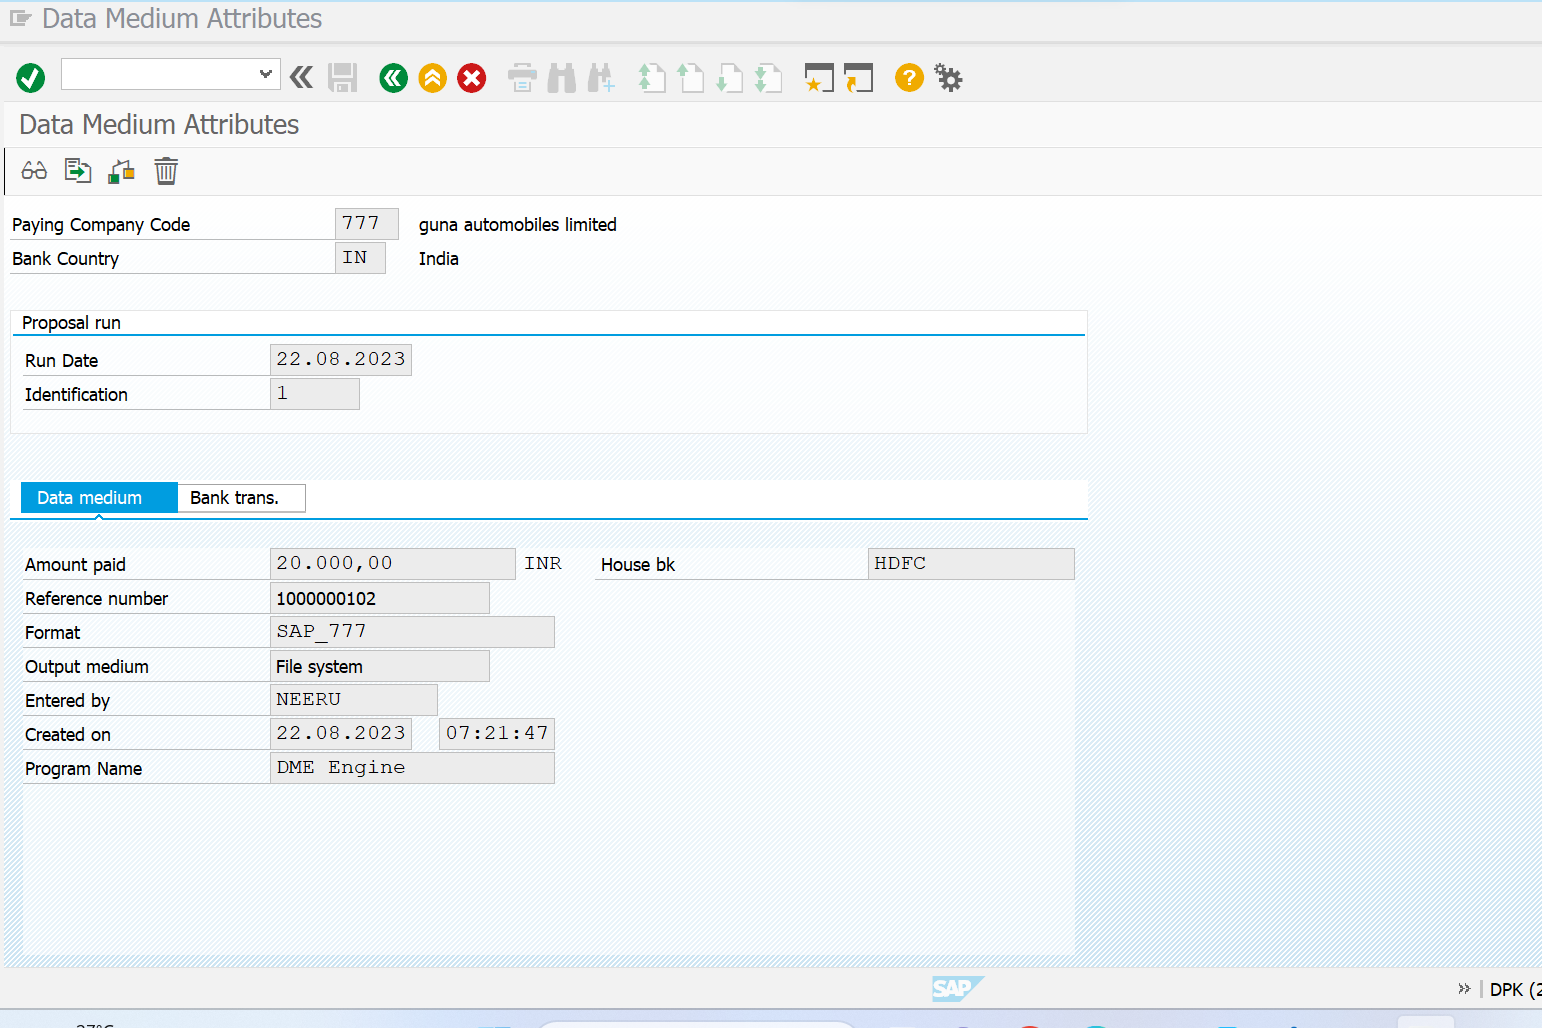 Data Medium Attributes
Data Medium Attributes
Paying Company Code 777 guna automobiles limited
Bank Country IN India
Proposal run
Run Date 22.08.2023
Identification 1
Data medium Bank trans.
Amount paid 20.000,00 INR House bk HDFC
Reference number 1000000102
Format SAP_777
Output medium File system
Entered by NEERU
Created on 22.08.2023 07:21:47
Program Name DME Engine
SAP
DPK (2